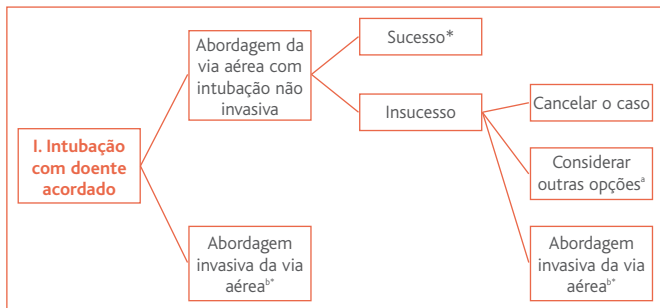 I. Intubação
com doente
acordado
Abordagem da
via aérea com
intubação não
invasiva
Sucesso*
Insucesso
Cancelar o caso
Considerar
outras opçõesª
Abordagem
invasiva da via
aéreaᵇ*
Abordagem
invasiva da via
aéreaᵇ*